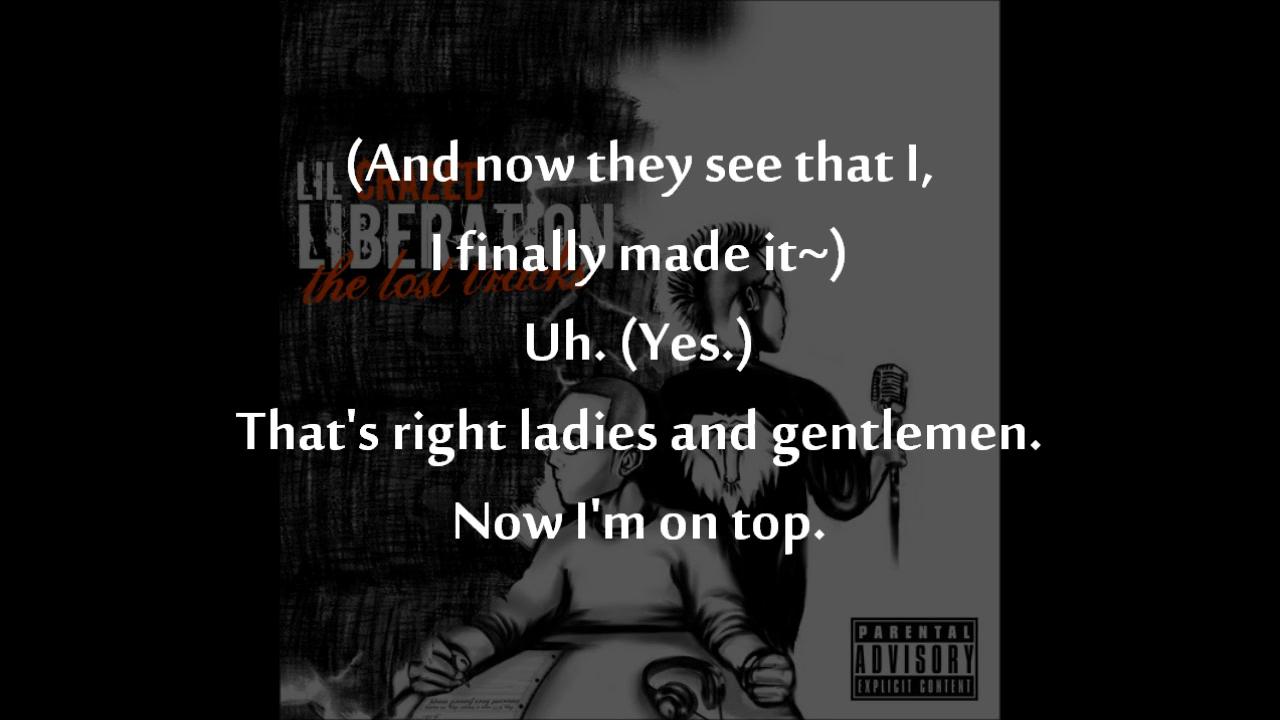 (And now they see that I,
I finally made it~)
Uh. (Yes.)
That's right ladies and gentlemen.
Now I'm on top.
LIL CRAZED
LIBERATION
the lost tracks
PARENTAL
ADVISORY
EXPLICIT CONTENT